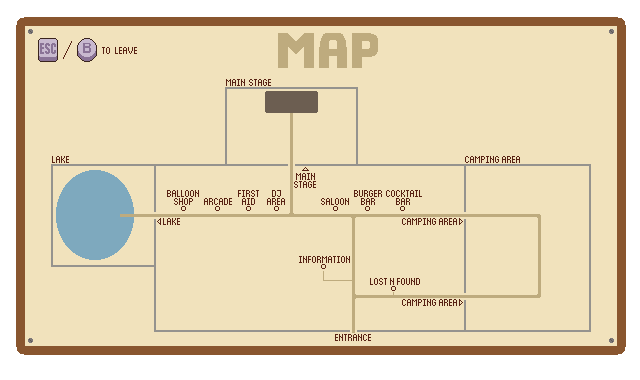 MAP
ESC / B TO LEAVE
MAIN STAGE
LAKE
CAMPING AREA
MAIN
STAGE
BALLOON
SHOP
ARCADE
FIRST
AID
DJ
AREA
SALOON
BURGER
BAR
COCKTAIL
BAR
LAKE
CAMPING AREA
INFORMATION
LOST N FOUND
CAMPING AREA
ENTRANCE